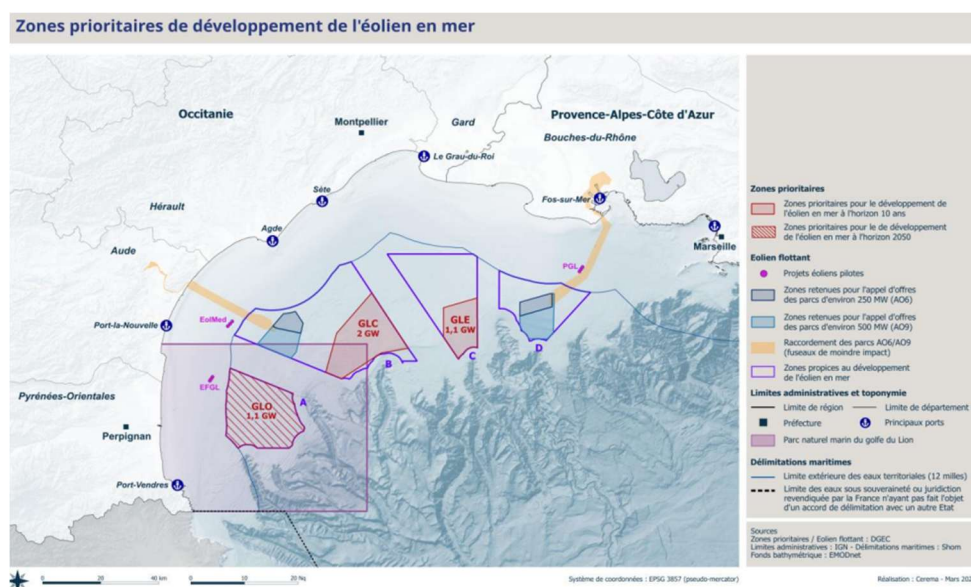 Zones prioritaires de développement de l'éolien en mer
Occitanie
Montpellier
Gard
Provence-Alpes-Côte d'Azur
Bouches-du-Rhône
Le Grau-du-Roi
Sète
Fos-sur-Mer
Hérault
Agde
Marseille
Aude
PGL
EolMed
GLC
2 GW
GLE
1,1 GW
Port-la-Nouvelle
B
C
D
EFGL
Pyrénées-Orientales
A
GLO
1,1 GW
Perpignan
Port-Vendres
Zones prioritaires
Zones prioritaires pour le développement de
l'éolien en mer à l'horizon 10 ans
Zones prioritaires pour le de développement
de l'éolien en mer à l'horizon 2050
Eolien flottant
Projets éoliens pilotes
Zones retenues pour l'appel d'offres
des parcs d'environ 250 MW (AO6)
Zones retenues pour l'appel d'offres
des parcs d'environ 500 MW (AO9)
Raccordement des parcs AO6/AO9
(fuseaux de moindre impact)
Zones propices au développement
de l'éolien en mer
Limites administratives et toponymie
Limite de région
Limite de département
Préfecture
Principaux ports
Parc naturel marin du golfe du Lion
Délimitations maritimes
Limite extérieure des eaux territoriales (12 milles)
Limite des eaux sous souveraineté ou juridiction
revendiquée par la France n'ayant pas fait l'objet
d'un accord de délimitation avec un autre Etat
Sources
Zones prioritaires / Eolien flottant : DGEC
Limites administratives : IGN - Délimitations maritimes : Shom
Fonds bathymétrique : EMODnet
0 20 40 km
0 10 20 Nq
Système de coordonnées : EPSG 3857 (pseudo-mercator)
Réalisation : Cerema - Mars